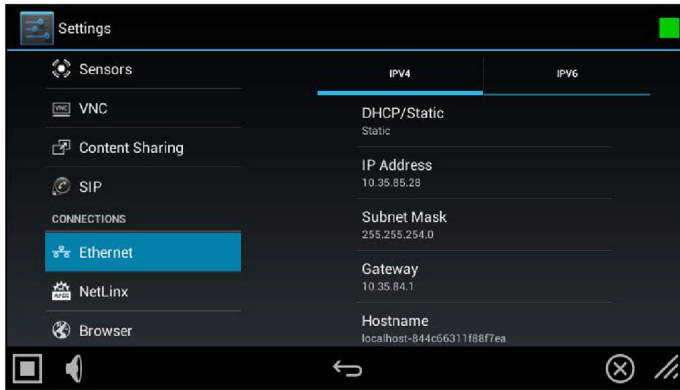 Settings
Sensors
VNC
VNC
Content Sharing
SIP
CONNECTIONS
Ethernet
NetLinx
Browser
IPV4
IPV6
DHCP/Static
Static
IP Address
10.35.85.28
Subnet Mask
255.255.254.0
Gateway
10.35.84.1
Hostname
localhost-844c66311f88f7ea